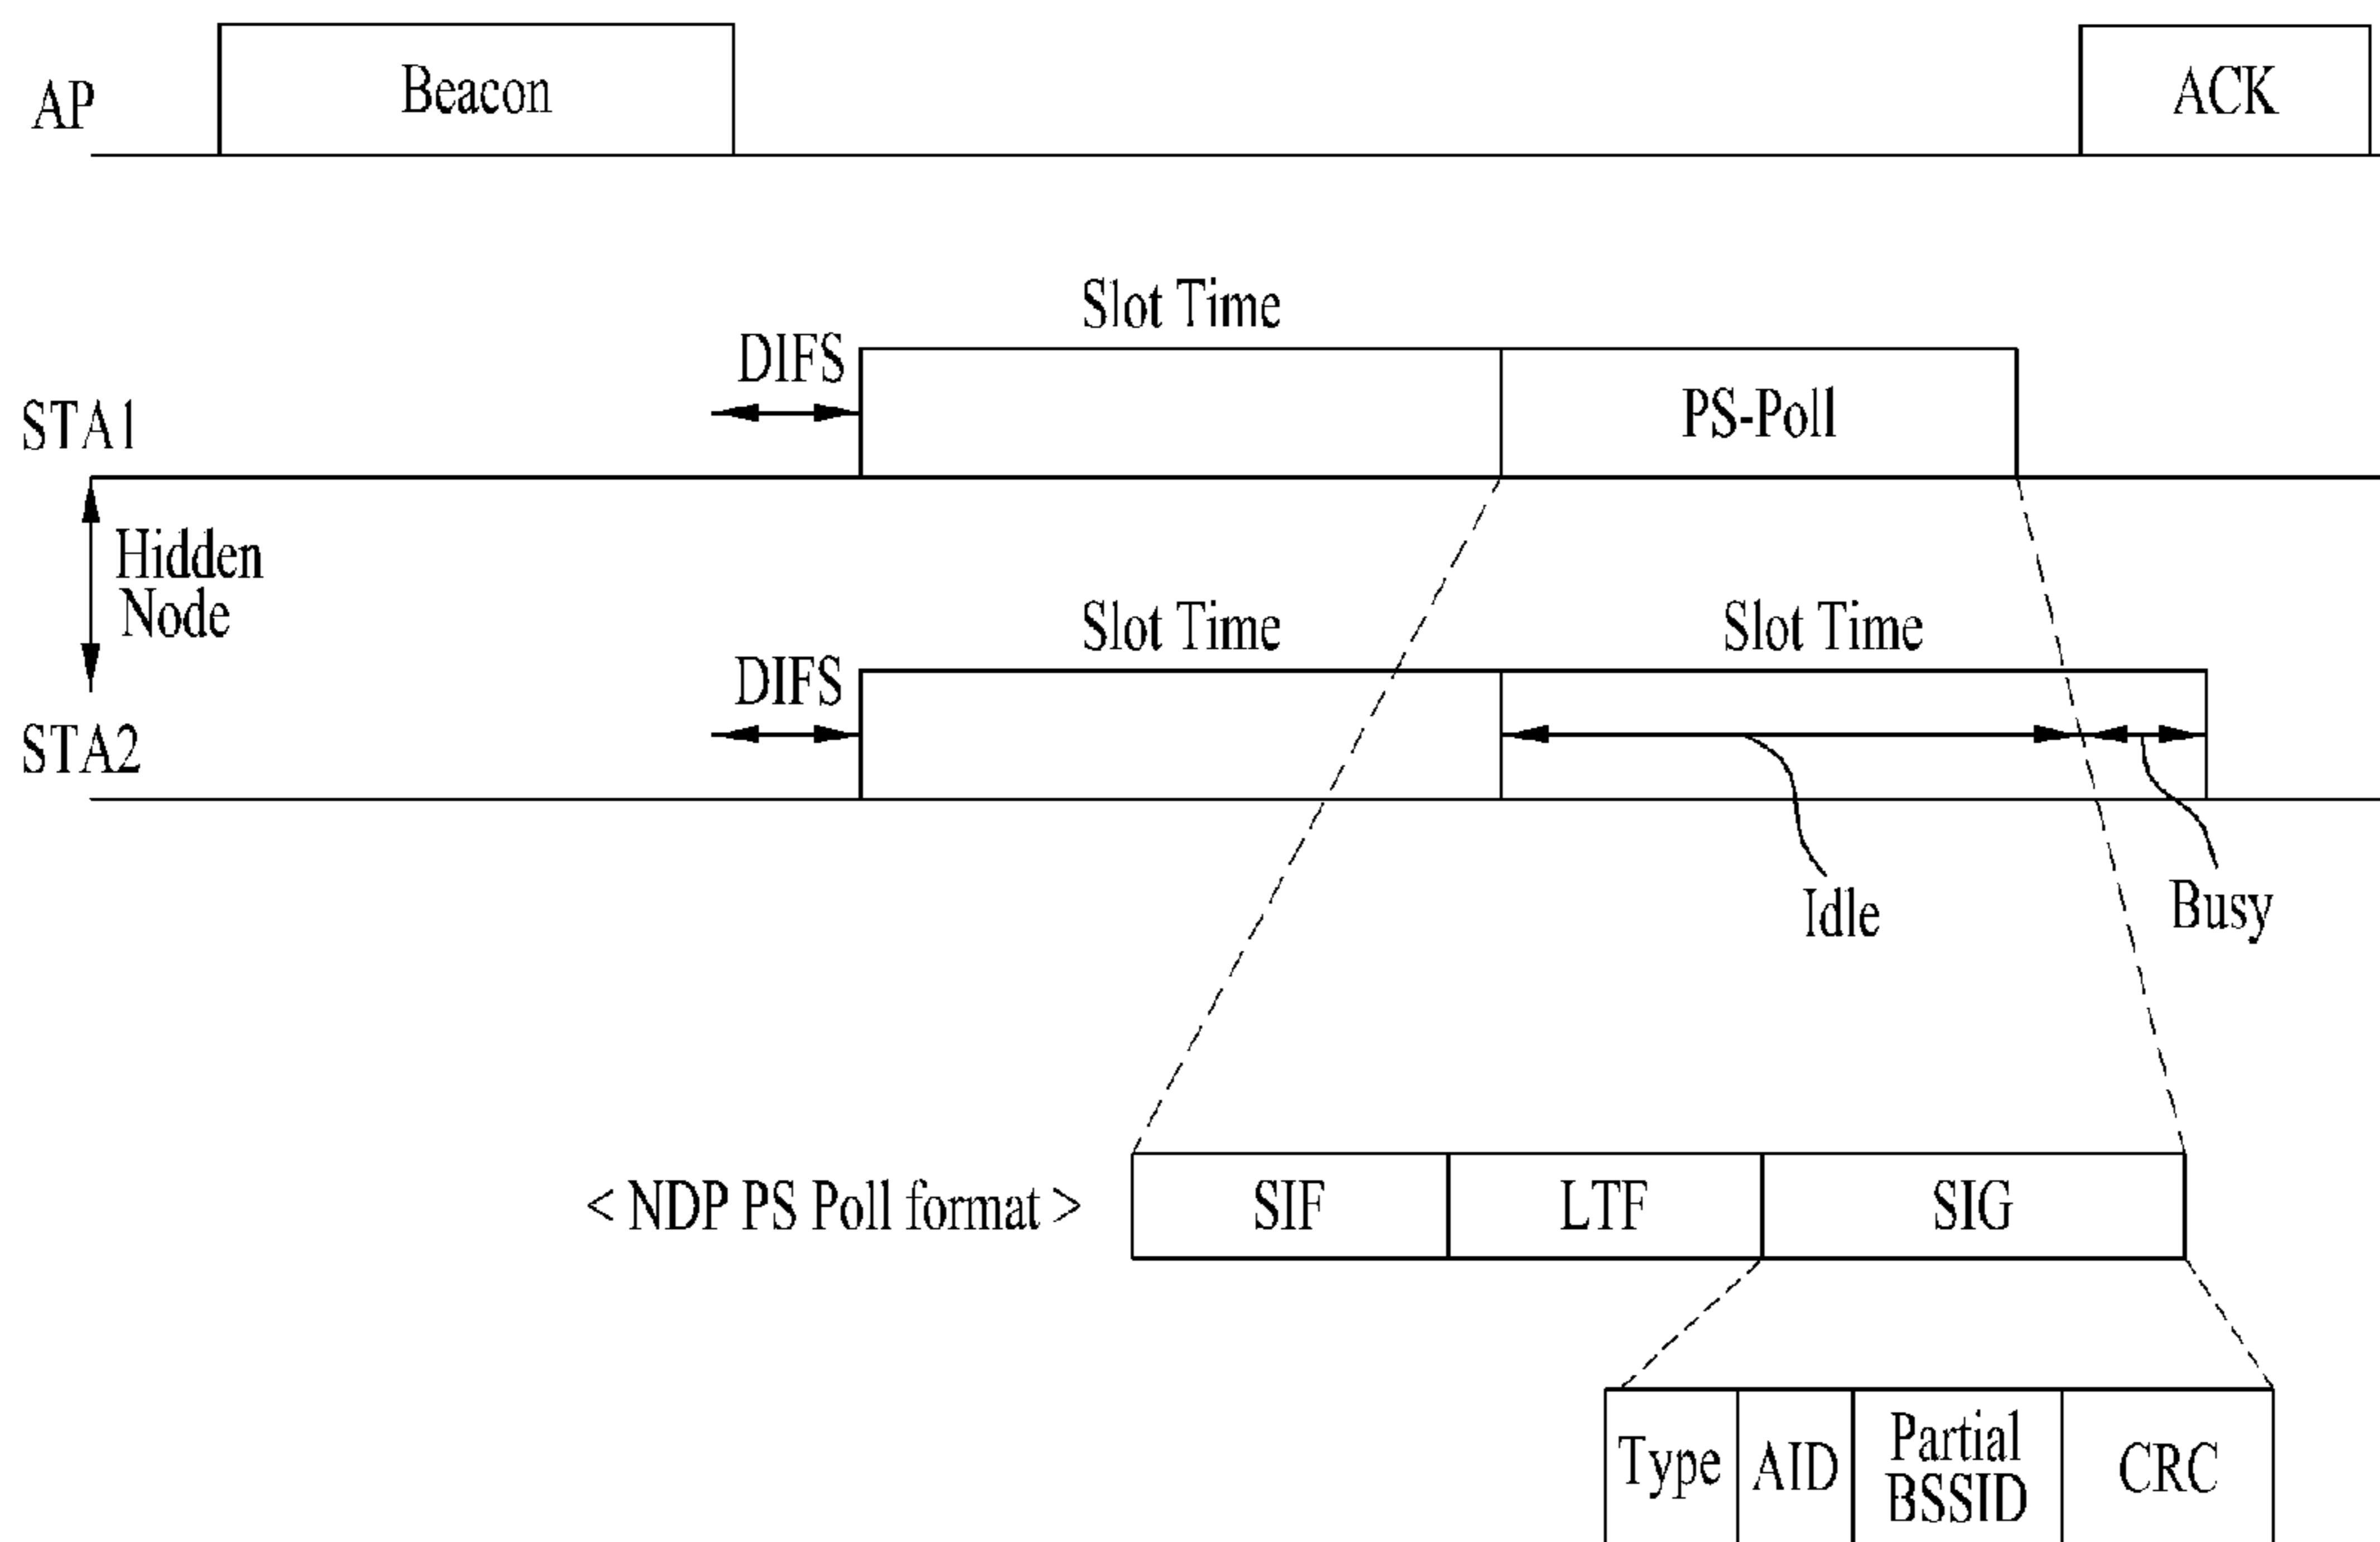 AP
Beacon
ACK
Slot Time
DIFS
STA1
PS-Poll
Hidden
Node
Slot Time
Slot Time
DIFS
STA2
Idle
Busy
< NDP PS Poll format >
SIF
LTF
SIG
Type
AID
Partial
BSSID
CRC